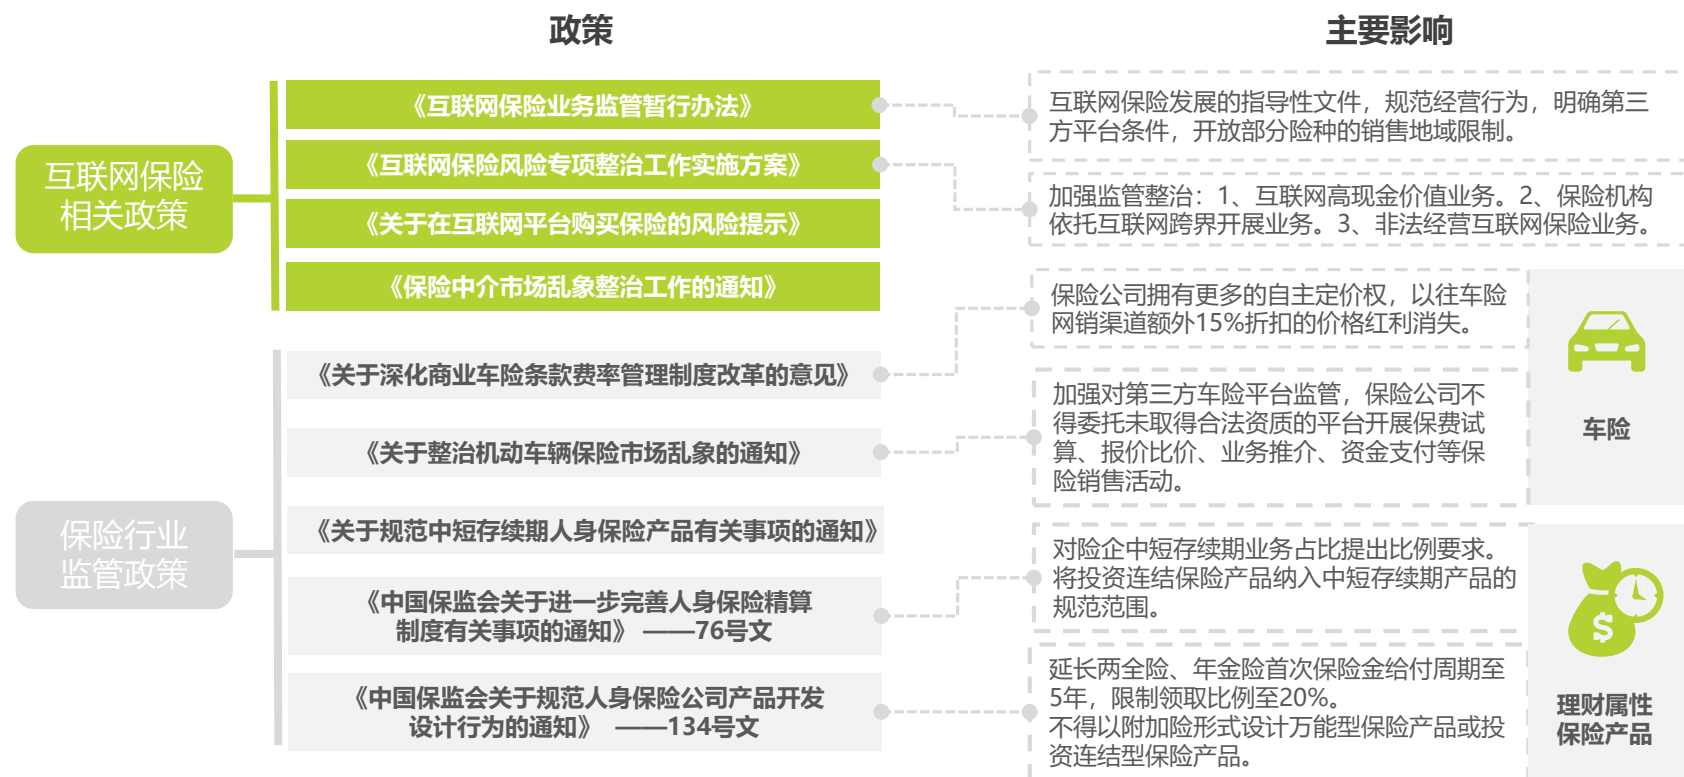 政策
主要影响
互联网保险
相关政策
《互联网保险业务监管暂行办法》
《互联网保险风险专项整治工作实施方案》
《关于在互联网平台购买保险的风险提示》
《保险中介市场乱象整治工作的通知》
互联网保险发展的指导性文件，规范经营行为，明确第三
方平台条件，开放部分险种的销售地域限制。
加强监管整治：1、互联网高现金价值业务。2、保险机构
依托互联网跨界开展业务。3、非法经营互联网保险业务。
保险行业
监管政策
《关于深化商业车险条款费率管理制度改革的意见》
《关于整治机动车辆保险市场乱象的通知》
《关于规范中短存续期人身保险产品有关事项的通知》
《中国保监会关于进一步完善人身保险精算
制度有关事项的通知》 ——76号文
《中国保监会关于规范人身保险公司产品开发
设计行为的通知》 ——134号文
保险公司拥有更多的自主定价权，以往车险
网销渠道额外15%折扣的价格红利消失。
加强对第三方车险平台监管，保险公司不
得委托未取得合法资质的平台开展保费试
算、报价比价、业务推介、资金支付等保
险销售活动。
车险
对险企中短存续期业务占比提出比例要求。
将投资连结保险产品纳入中短存续期产品的
规范范围。
延长两全险、年金险首次保险金给付周期至
5年，限制领取比例至20%。
不得以附加险形式设计万能型保险产品或投
资连结型保险产品。
$
理财属性
保险产品